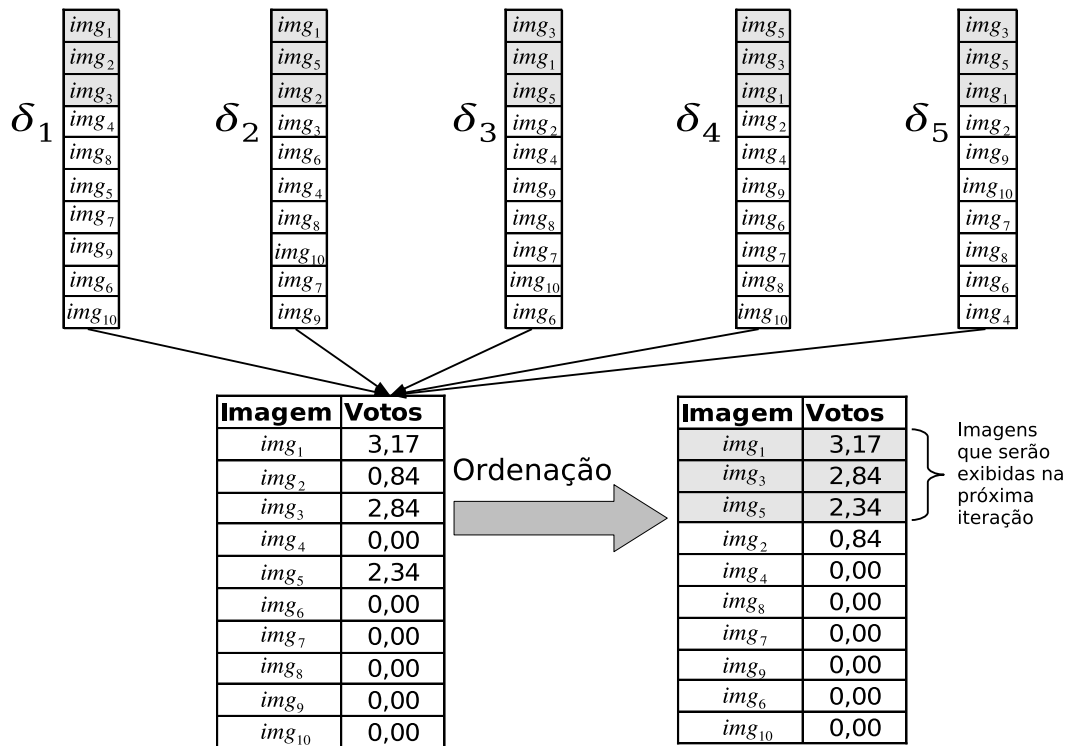 δ1
img1
img2
img3
img4
img8
img5
img7
img9
img6
img10
δ2
img1
img5
img2
img3
img6
img4
img8
img10
img7
img9
δ3
img3
img1
img5
img2
img4
img9
img8
img7
img10
img6
δ4
img5
img3
img1
img2
img4
img9
img6
img7
img8
img10
δ5
img3
img5
img1
img2
img9
img10
img7
img8
img6
img4
Imagem Votos
img1 3,17
img2 0,84
img3 2,84
img4 0,00
img5 2,34
img6 0,00
img7 0,00
img8 0,00
img9 0,00
img10 0,00
Ordenação
Imagem Votos
img1 3,17
img3 2,84
img5 2,34
img2 0,84
img4 0,00
img8 0,00
img7 0,00
img9 0,00
img6 0,00
img10 0,00
Imagens
que serão
exibidas na
próxima
iteração